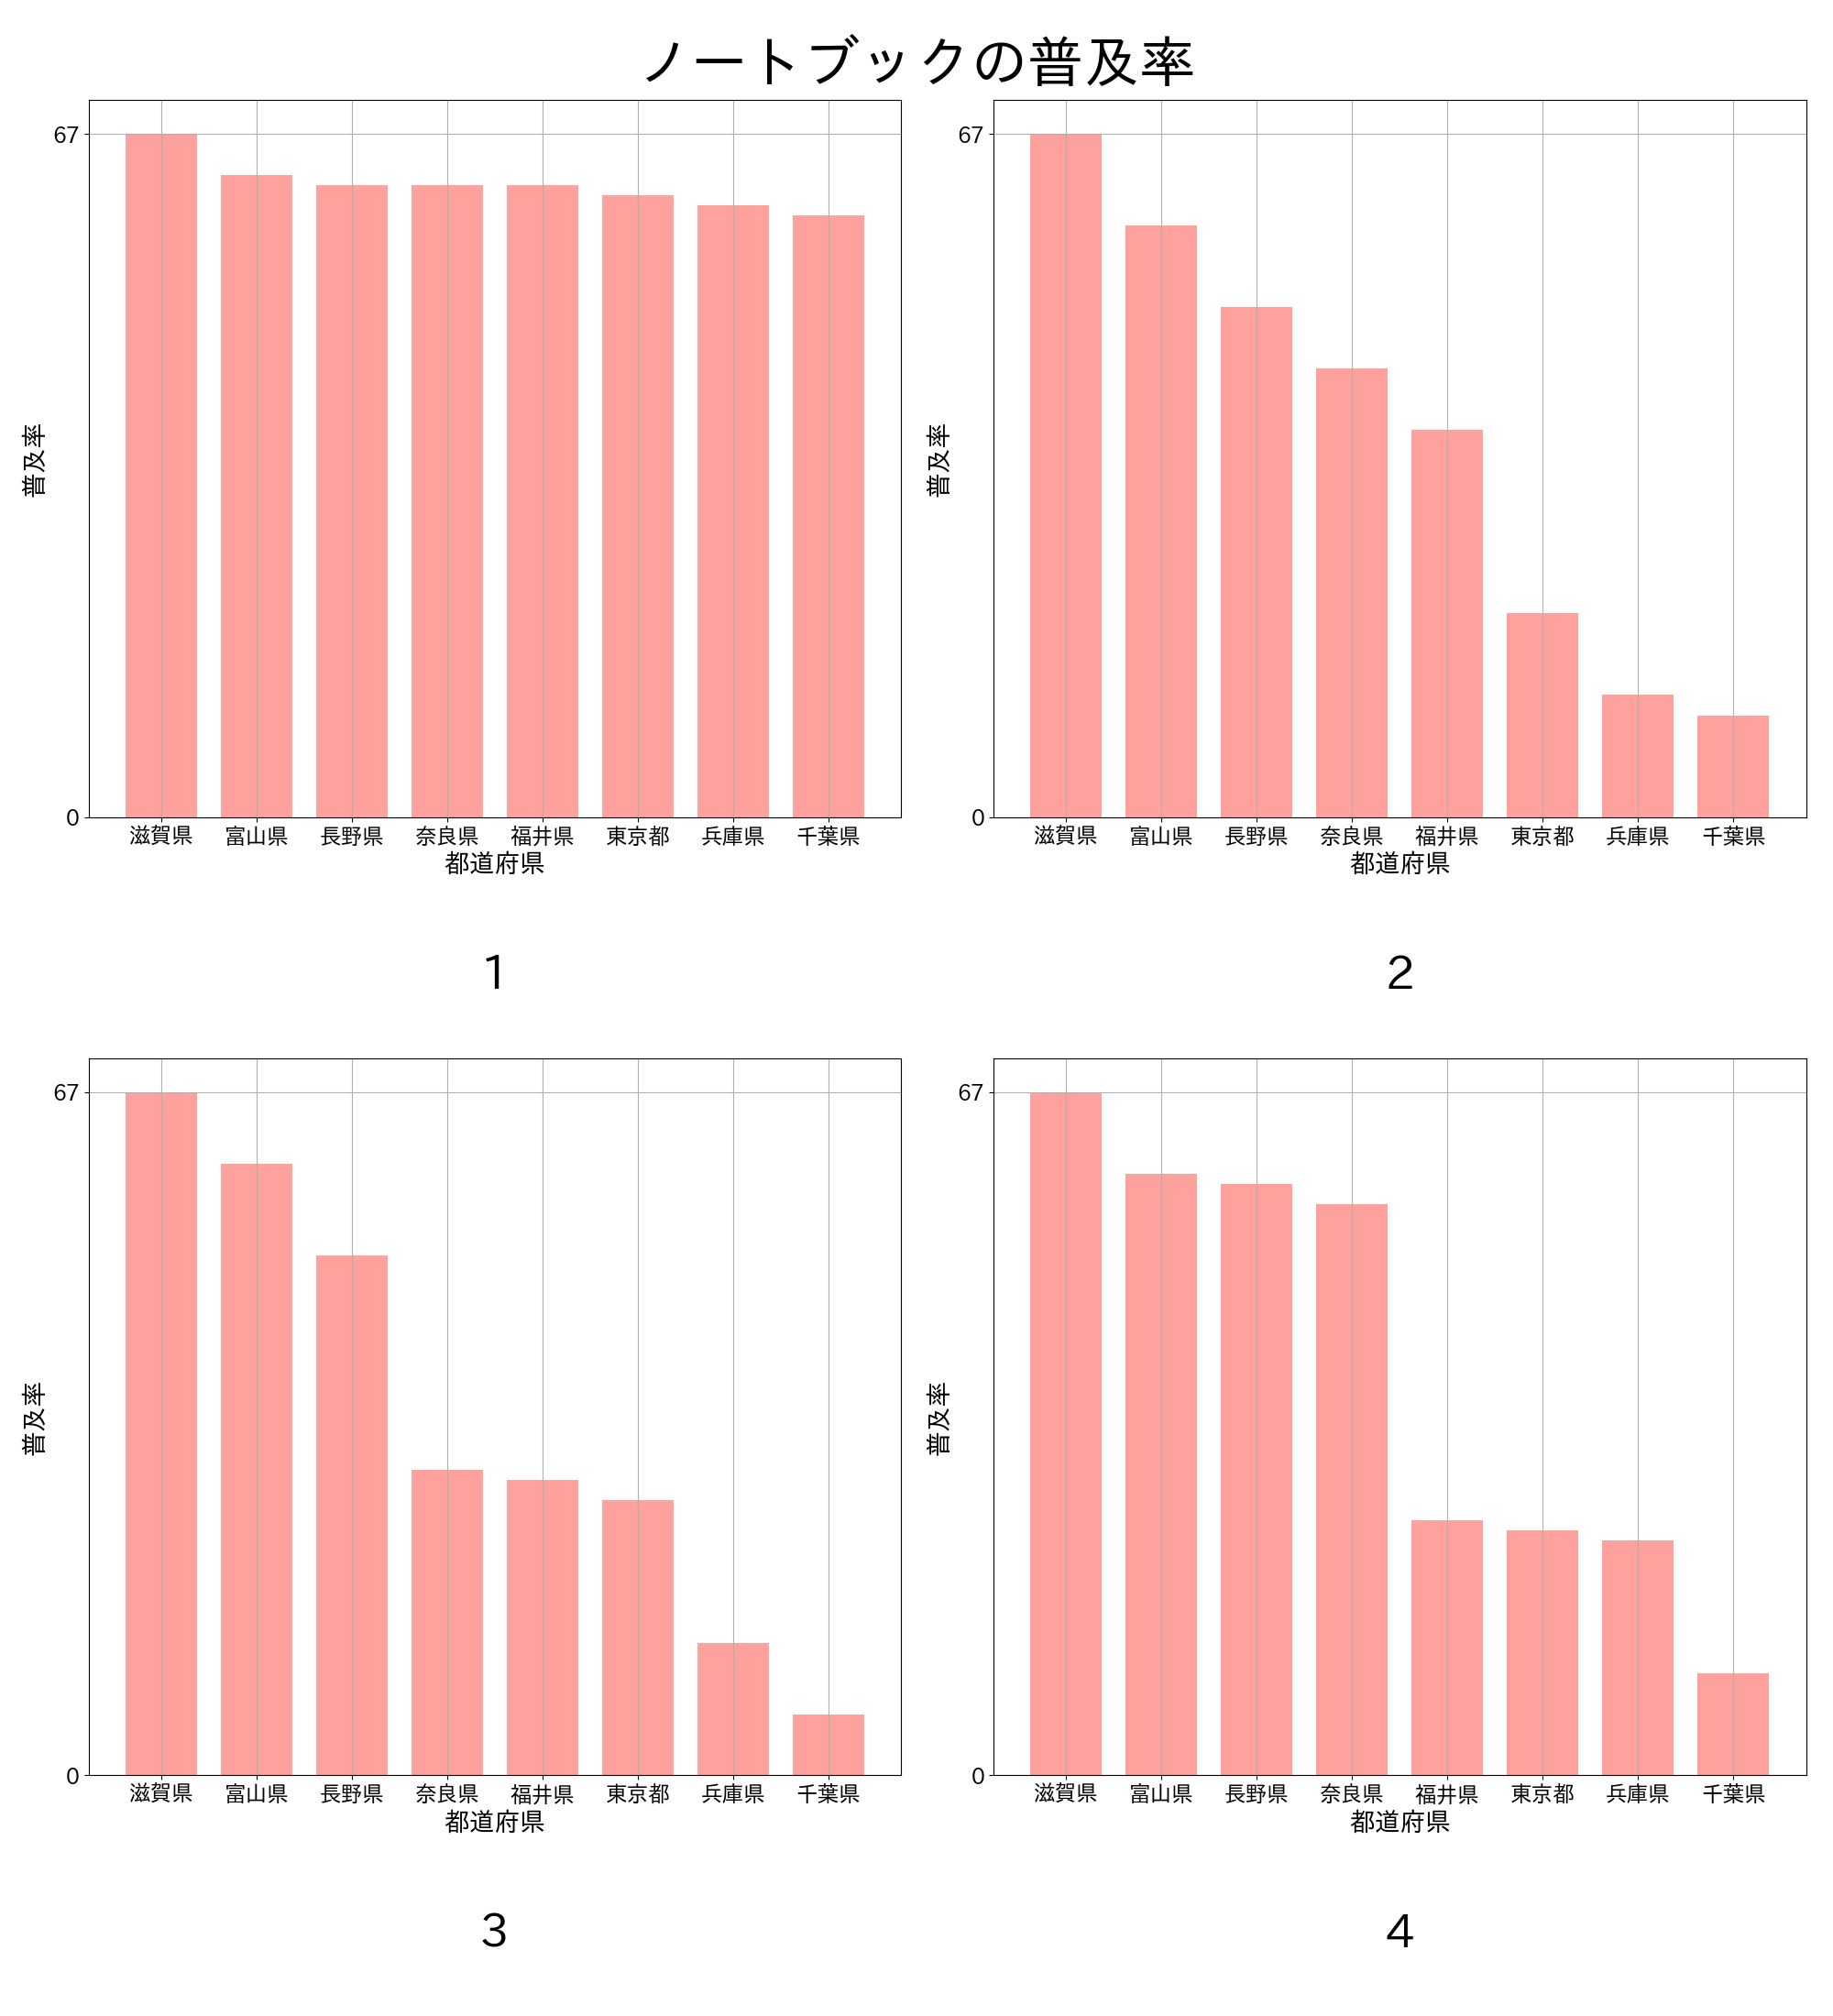 ノートブックの普及率
67
0
普及率
滋賀県 富山県 長野県 奈良県 福井県 東京都 兵庫県 千葉県
都道府県
1
67
0
普及率
滋賀県 富山県 長野県 奈良県 福井県 東京都 兵庫県 千葉県
都道府県
2
67
0
普及率
滋賀県 富山県 長野県 奈良県 福井県 東京都 兵庫県 千葉県
都道府県
3
67
0
普及率
滋賀県 富山県 長野県 奈良県 福井県 東京都 兵庫県 千葉県
都道府県
4